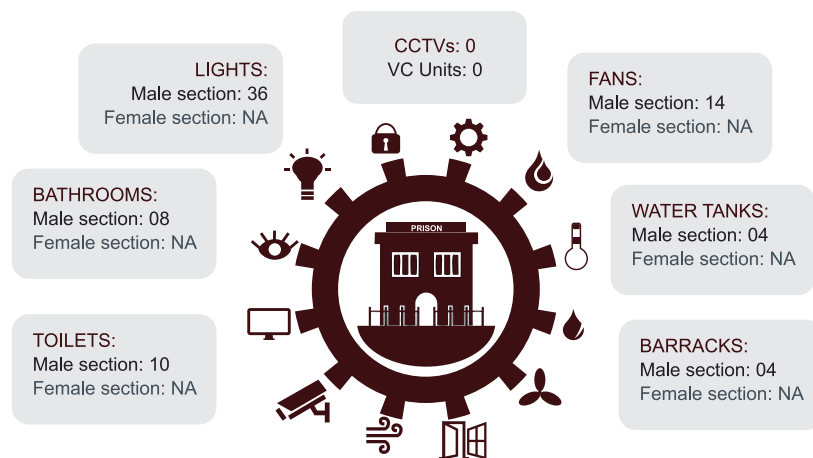 CCTVs: 0
VC Units: 0
LIGHTS:
Male section: 36
Female section: NA
FANS:
Male section: 14
Female section: NA
BATHROOMS:
Male section: 08
Female section: NA
WATER TANKS:
Male section: 04
Female section: NA
PRISON
TOILETS:
Male section: 10
Female section: NA
BARRACKS:
Male section: 04
Female section: NA